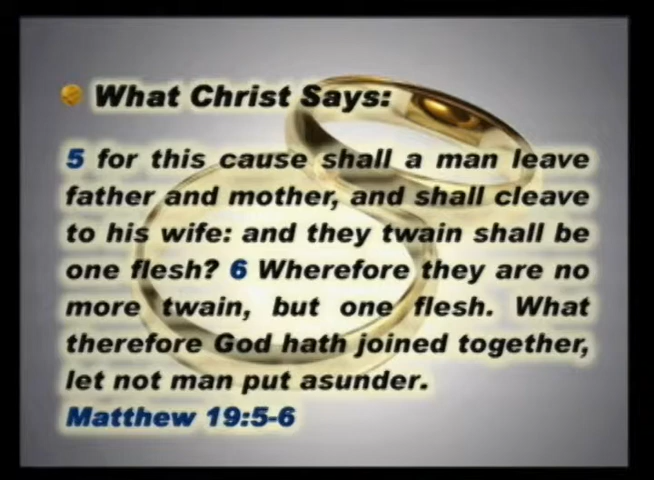 What Christ Says:
5 for this cause shall a man leave
father and mother, and shall cleave
to his wife: and they twain shall be
one flesh? 6 Wherefore they are no
more twain, but one flesh. What
therefore God hath joined together,
let not man put asunder.
Matthew 19:5-6